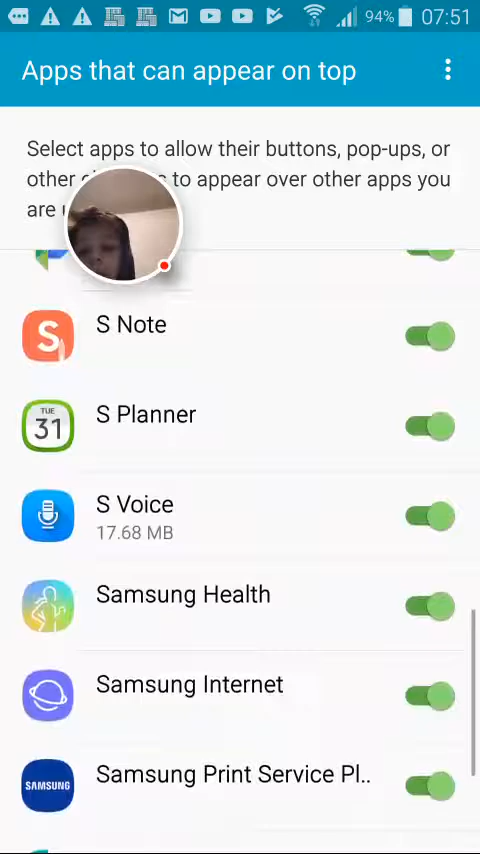 94% 07:51
Apps that can appear on top
Select apps to allow their buttons, pop-ups, or
other to appear over other apps you
are
S Note
S
S Planner
TUE
31
S Voice
17.68 MB
Samsung Health
Samsung Internet
Samsung Print Service Pl..
SAMSUNG